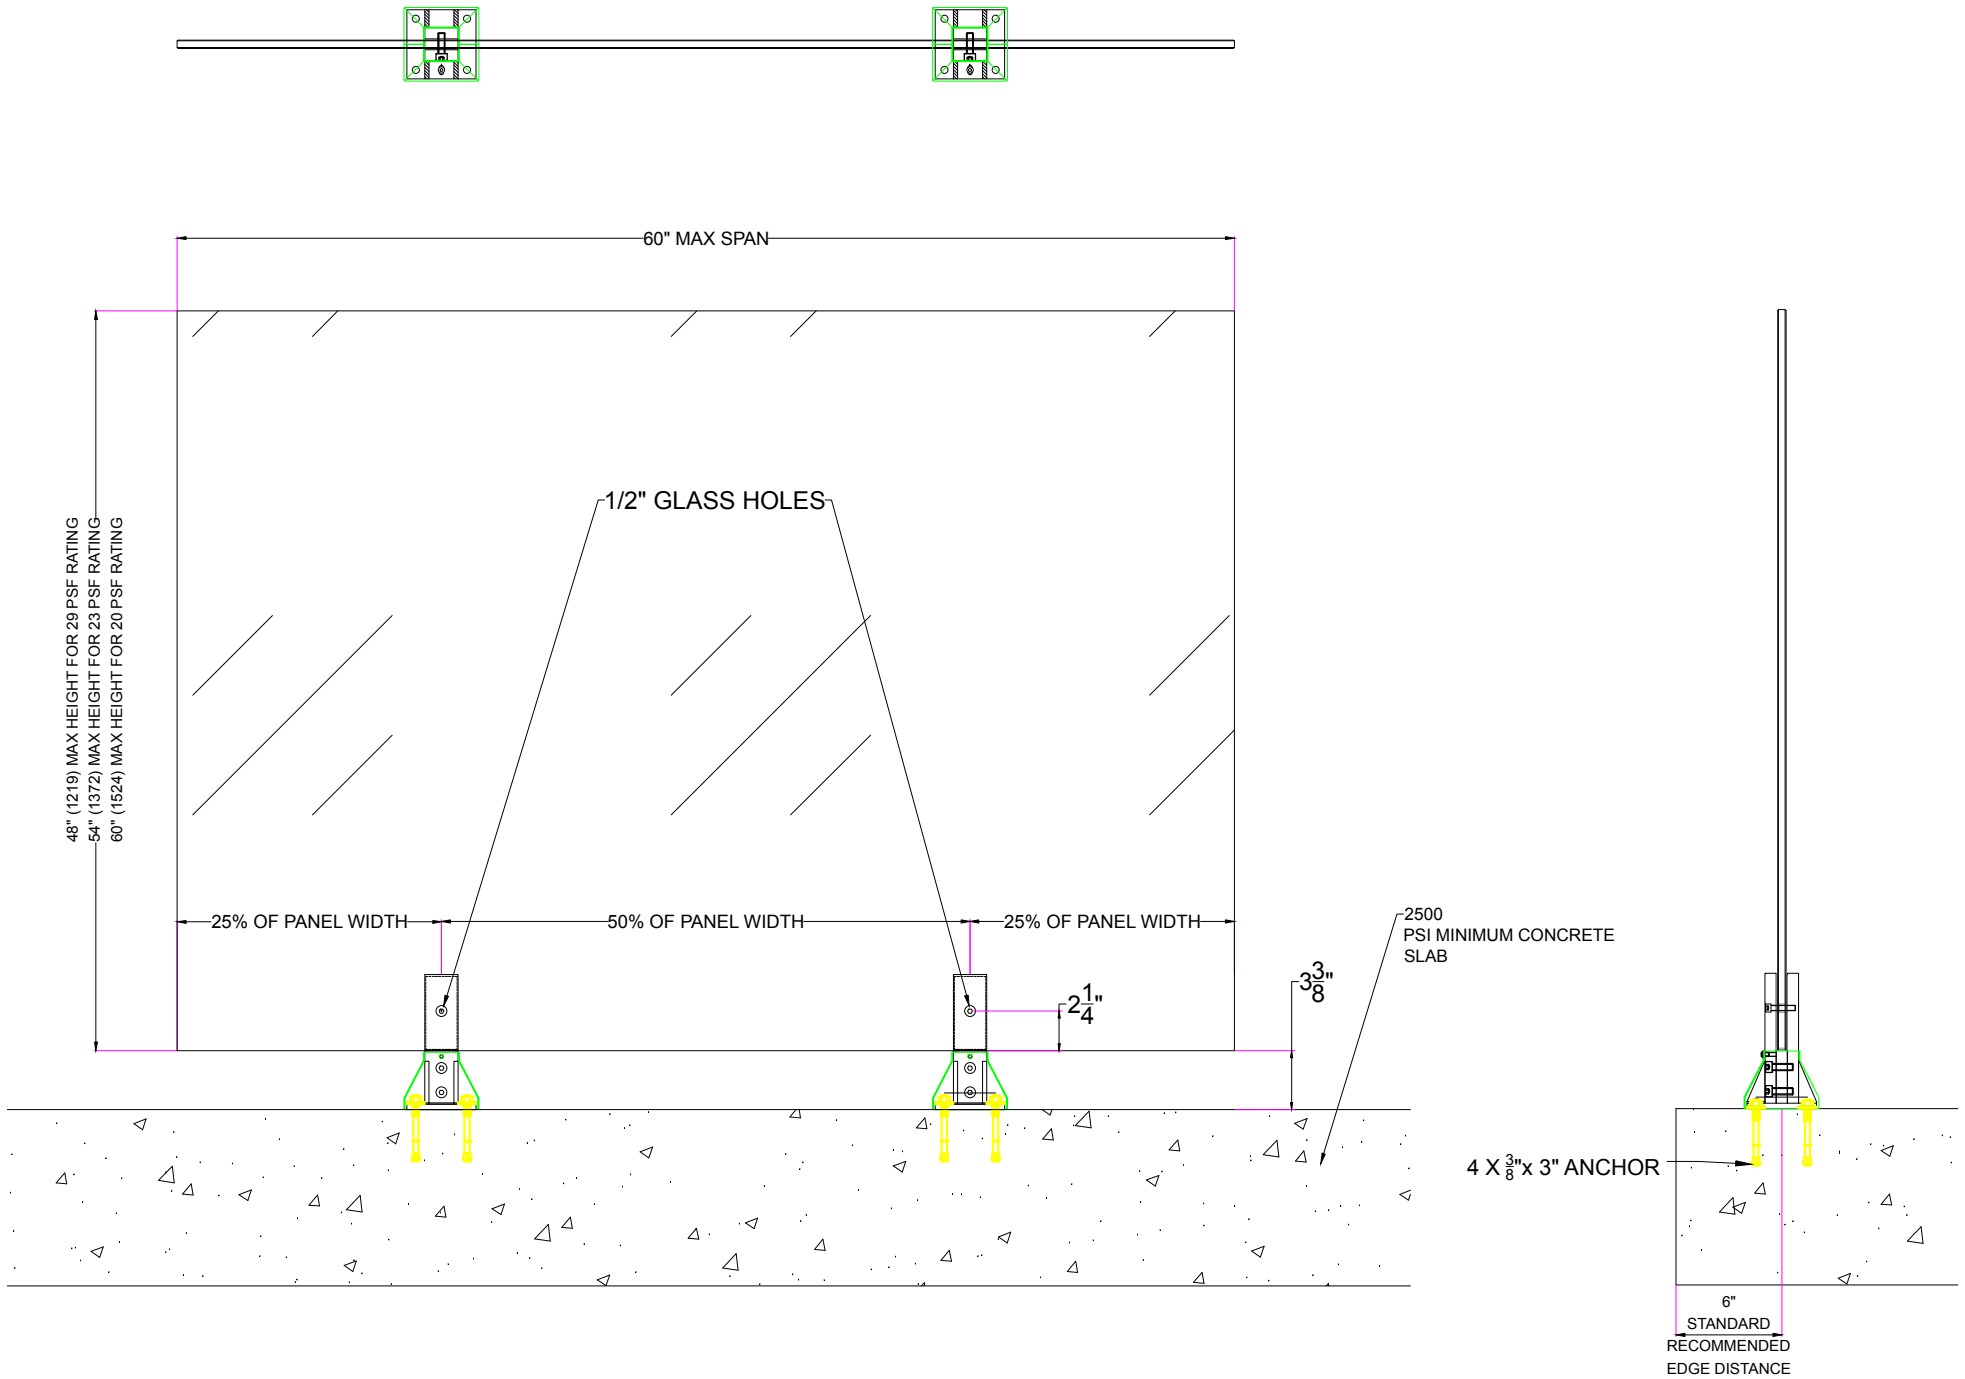 60" MAX SPAN
48" (1219) MAX HEIGHT FOR 29 PSF RATING
54" (1372) MAX HEIGHT FOR 23 PSF RATING
60" (1524) MAX HEIGHT FOR 20 PSF RATING
1/2" GLASS HOLES
25% OF PANEL WIDTH
50% OF PANEL WIDTH
25% OF PANEL WIDTH
2500
PSI MINIMUM CONCRETE
SLAB
3 3/8"
2 1/4"
4 X 3/8"x 3" ANCHOR
6"
STANDARD
RECOMMENDED
EDGE DISTANCE